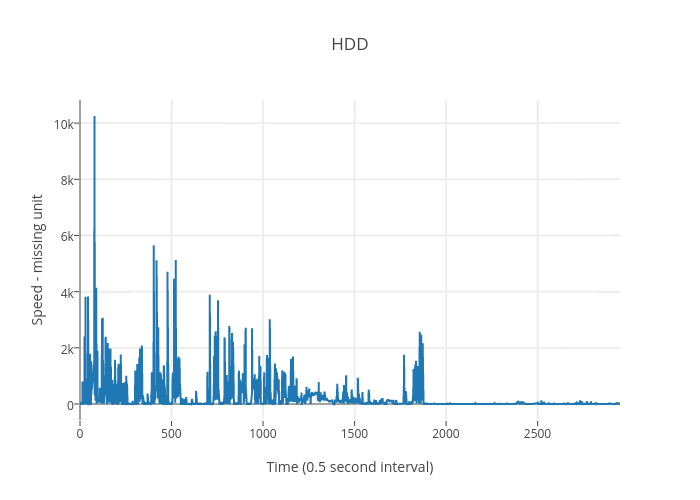 HDD
10k
8k
6k
4k
2k
0
Speed - missing unit
0
500
1000
1500
2000
2500
Time (0.5 second interval)